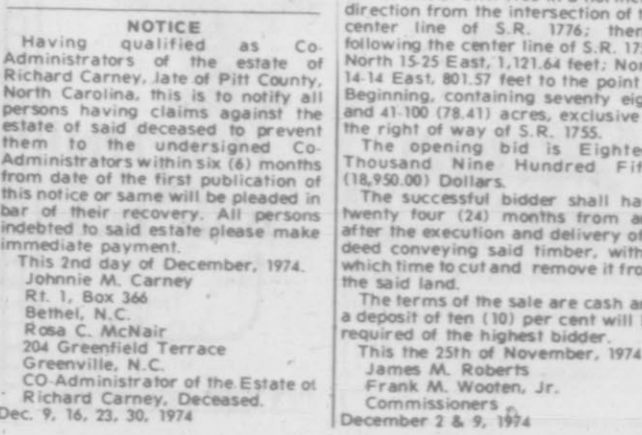 NOTICE
Having qualified as Co-
Administrators of the estate of
Richard Carney, late of Pitt County,
North Carolina, this is to notify all
persons having claims against the
estate of said deceased to prevent
them to the undersigned Co-
Administrators within six (6) months
from date of the first publication of
this notice or same will be pleaded in
bar of their recovery. All persons
indebted to said estate please make
immediate payment.
This 2nd day of December, 1974.
Johnnie M. Carney
Rt. 1, Box 366
Bethel, N.C.
Rosa C. McNair
204 Greenfield Terrace
Greenville, N.C.
CO-Administrator of the Estate of
Richard Carney, Deceased.
Dec. 9, 16, 23, 30, 1974
direction from the intersection of
center line of S.R. 1776; then
following the center line of S.R. 175
North 15-25 East, 1,121.64 feet; Nor
14-14 East, 801.57 feet to the point
Beginning, containing seventy eig
and 41-100 (78.41) acres, exclusive
the right of way of S.R. 1755.
The opening bid is Eightee
Thousand Nine Hundred Fift
(18,950.00) Dollars.
The successful bidder shall ha
twenty four (24) months from a
after the execution and delivery of
deed conveying said timber, with
which time to cut and remove it fro
the said land.
The terms of the sale are cash an
a deposit of ten (10) per cent will
required of the highest bidder.
This the 25th of November, 1974
James M. Roberts
Frank M. Wooten, Jr.
Commissioners
December 2 & 9, 1974